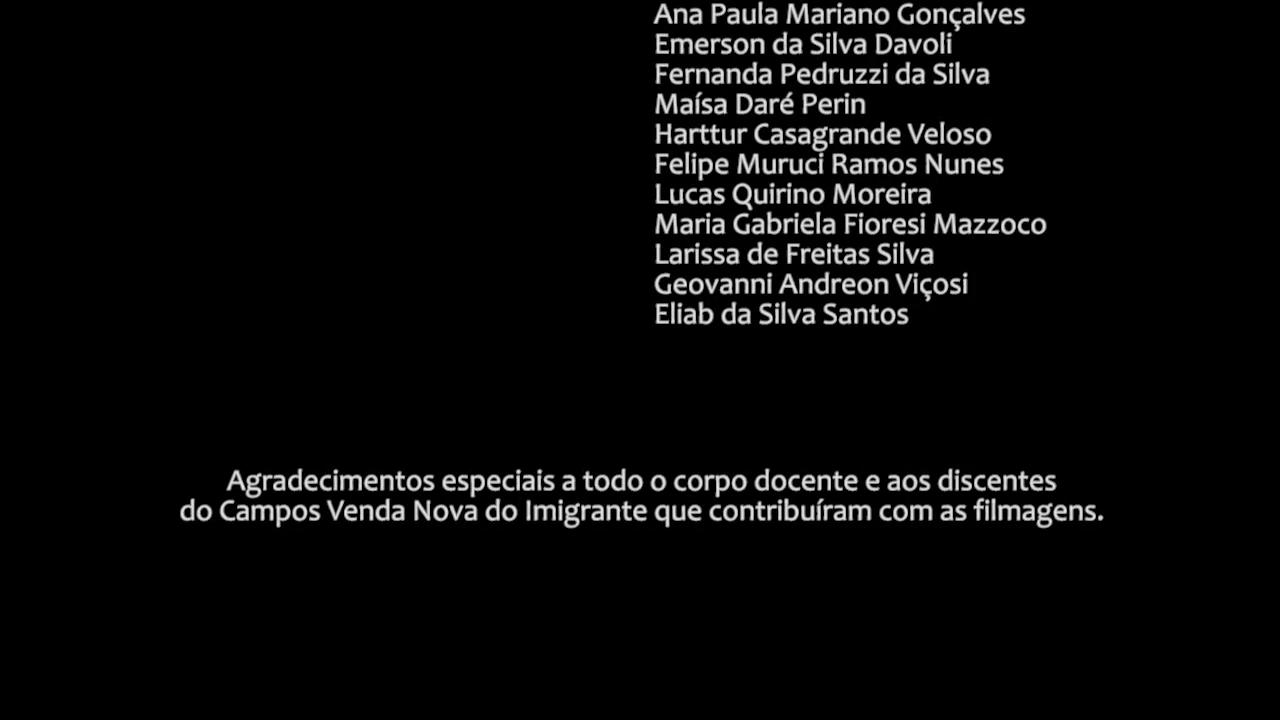 Ana Paula Mariano Gonçalves
Emerson da Silva Davoli
Fernanda Pedruzzi da Silva
Maísa Daré Perin
Harttur Casagrande Veloso
Felipe Muruci Ramos Nunes
Lucas Quirino Moreira
Maria Gabriela Fioresi Mazzoco
Larissa de Freitas Silva
Geovanni Andreon Viçosi
Eliab da Silva Santos
Agradecimentos especiais a todo o corpo docente e aos discentes
do Campos Venda Nova do Imigrante que contribuíram com as filmagens.